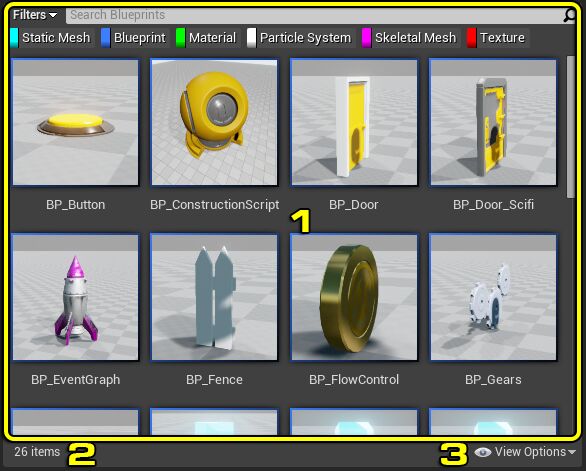 Filters Search Blueprints
Static Mesh Blueprint Material Particle System Skeletal Mesh Texture
BP_Button BP_ConstructionScript BP_Door BP_Door_Scifi
1
BP_EventGraph BP_Fence BP_FlowControl BP_Gears
26 items 2 3 View Options